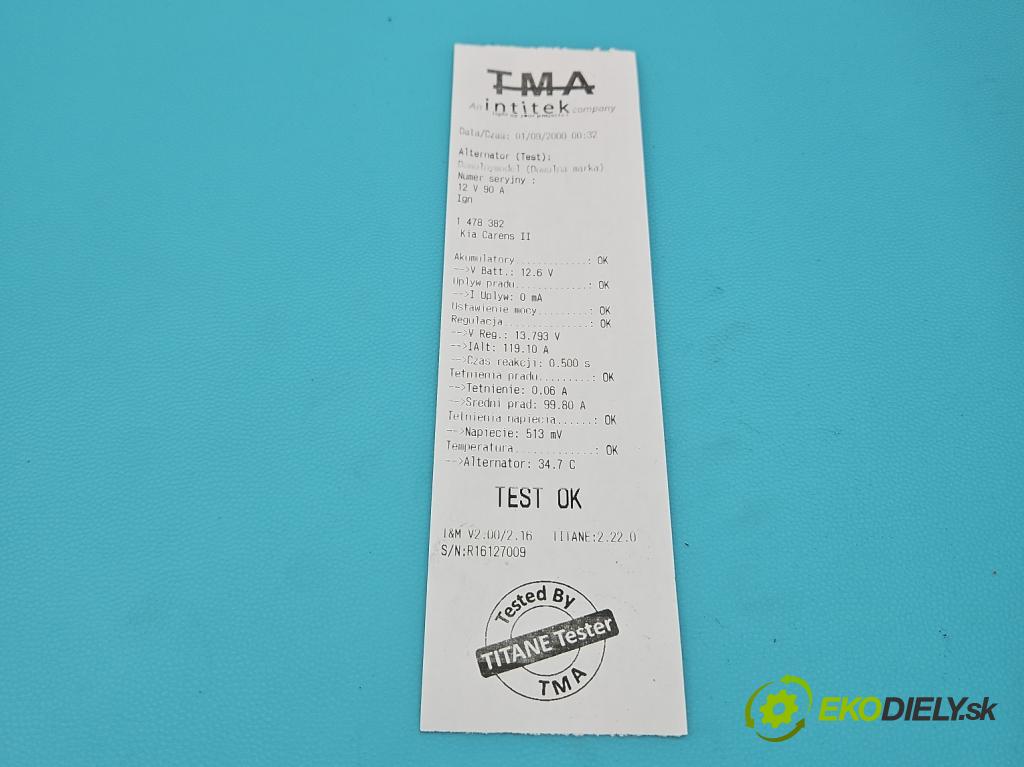 TMA
An intitek company
Data/Czas: 01/09/2000 00:32
Alternator (Test):
(Dowolna marka)
Numer seryjny :
12 V 90 A
Ign
1 478 382
Kia Carens II
Akumulatory............: OK
-->V Batt.: 12.6 V
Uplyw pradu............: OK
-->I Uplyw: 0 mA
Ustawienie mocy........: OK
Regulacja..............: OK
-->V Reg.: 13.793 V
-->IAlt: 119.10 A
-->Czas reakcji: 0.500 s
Tetnienia pradu.........: OK
-->Tetnienie: 0.06 A
-->Sredni prad: 99.80 A
Tetnienia napiecia......: OK
-->Napiecie: 513 mV
Temperatura.............: OK
-->Alternator: 34.7 C
TEST OK
I&M V2.00/2.16 TITANE:2.22.0
S/N:R16127009
Tested By
TITANE Tester
TMA
EKODIELY.sk